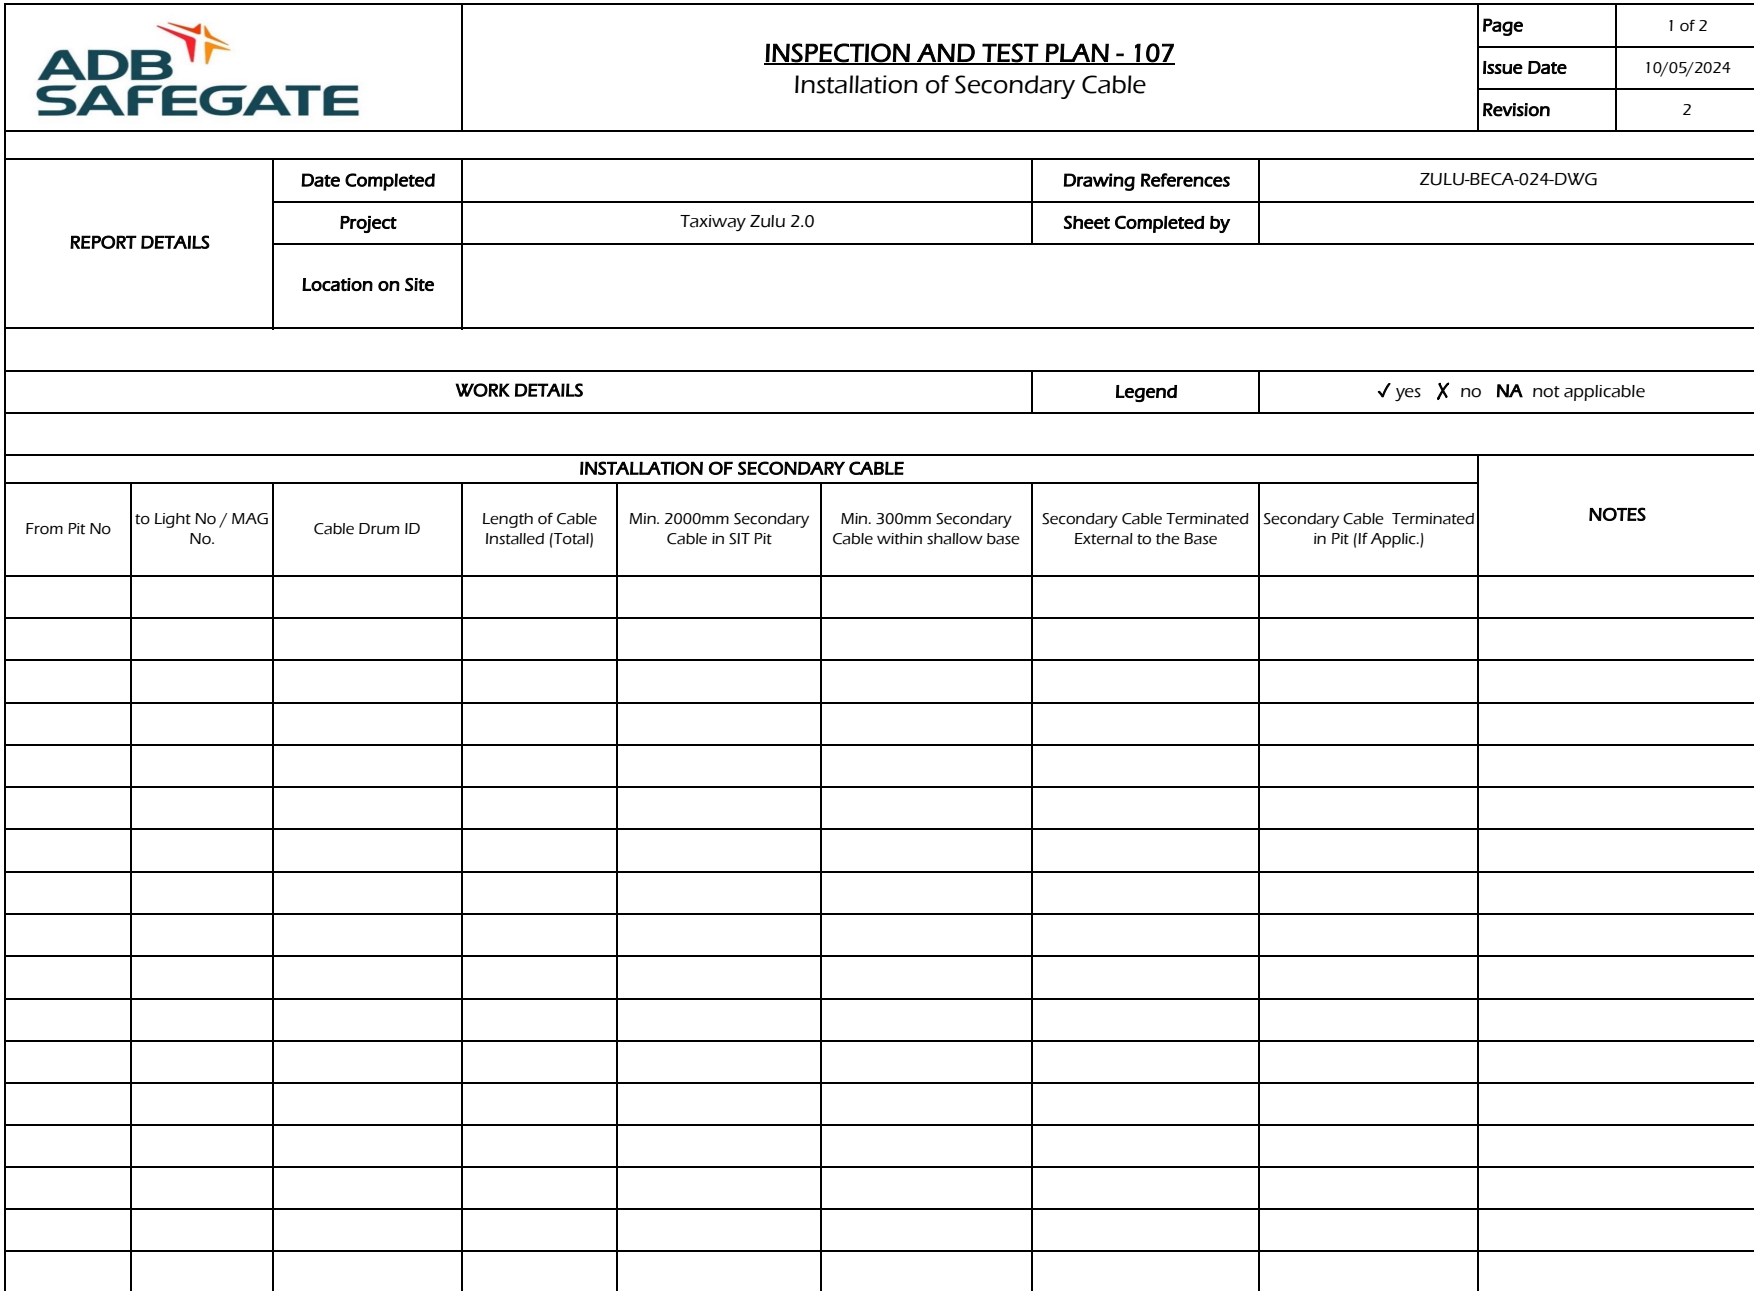 ADB
SAFEGATE
INSPECTION AND TEST PLAN - 107
Installation of Secondary Cable
Page 1 of 2
Issue Date 10/05/2024
Revision 2
REPORT DETAILS
Date Completed
Drawing References ZULU-BECA-024-DWG
Project Taxiway Zulu 2.0
Sheet Completed by
Location on Site
WORK DETAILS
Legend ✓ yes ✗ no NA not applicable
INSTALLATION OF SECONDARY CABLE
From Pit No
to Light No / MAG
No.
Cable Drum ID
Length of Cable
Installed (Total)
Min. 2000mm Secondary
Cable in SIT Pit
Min. 300mm Secondary
Cable within shallow base
Secondary Cable Terminated
External to the Base
Secondary Cable Terminated
in Pit (If Applic.)
NOTES